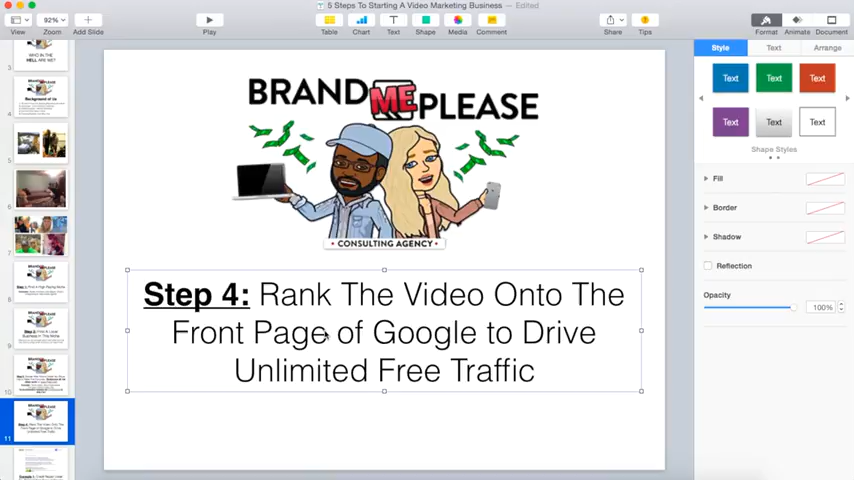 5 Steps To Starting A Video Marketing Business — Edited
92%
View
Zoom
Add Slide
Play
Table
Chart
Text
Shape
Media
Comment
Share
Tips
Format
Animate
Document
Style
Text
Arrange
Text
Text
Text
Text
Text
Text
Shape Styles
Fill
Border
Shadow
Reflection
Opacity
100%
3
WHO IN THE
HELL ARE WE?
4
Background of Us
5
6
7
8
9
10
11
BRAND ME PLEASE
• CONSULTING AGENCY •
Step 4: Rank The Video Onto The
Front Page of Google to Drive
Unlimited Free Traffic